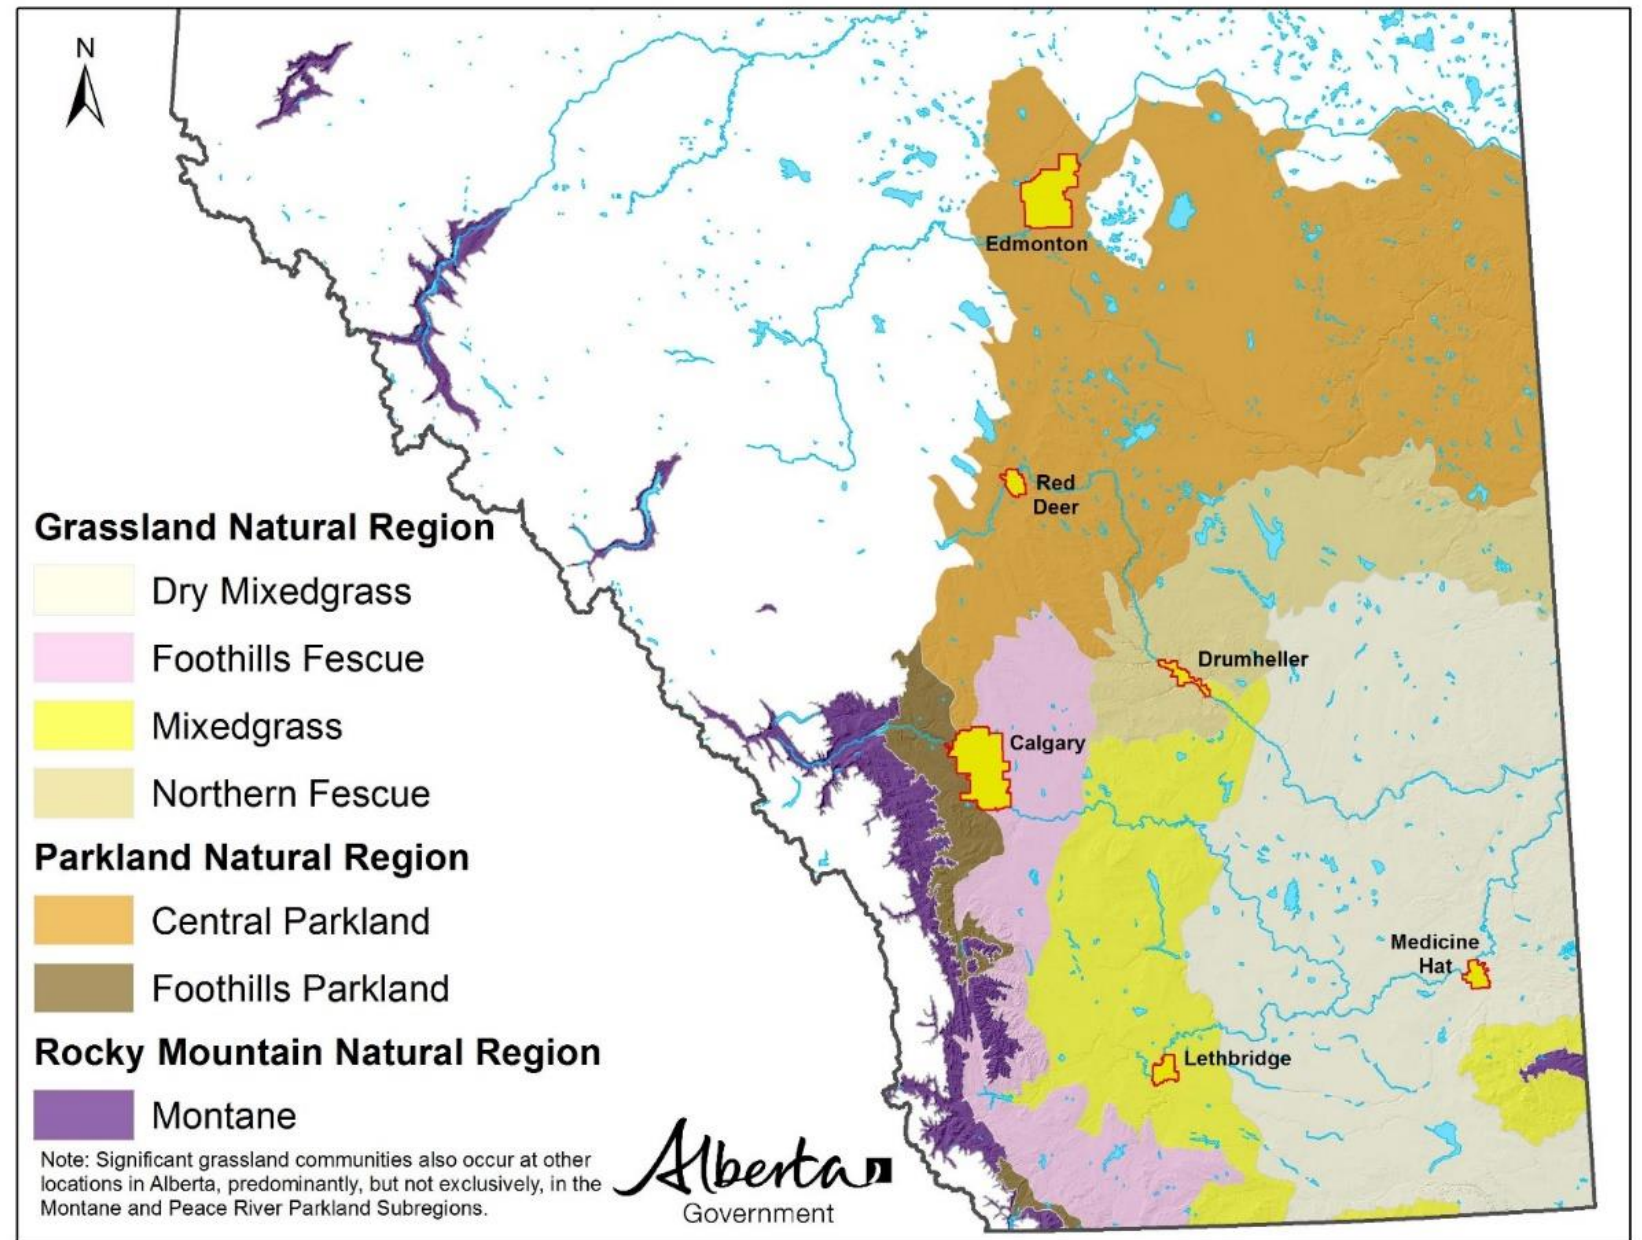 N
Edmonton
Red
Deer
Drumheller
Calgary
Medicine
Hat
Lethbridge
Grassland Natural Region
Dry Mixedgrass
Foothills Fescue
Mixedgrass
Northern Fescue
Parkland Natural Region
Central Parkland
Foothills Parkland
Rocky Mountain Natural Region
Montane
Note: Significant grassland communities also occur at other
locations in Alberta, predominantly, but not exclusively, in the
Montane and Peace River Parkland Subregions.
Alberta
Government